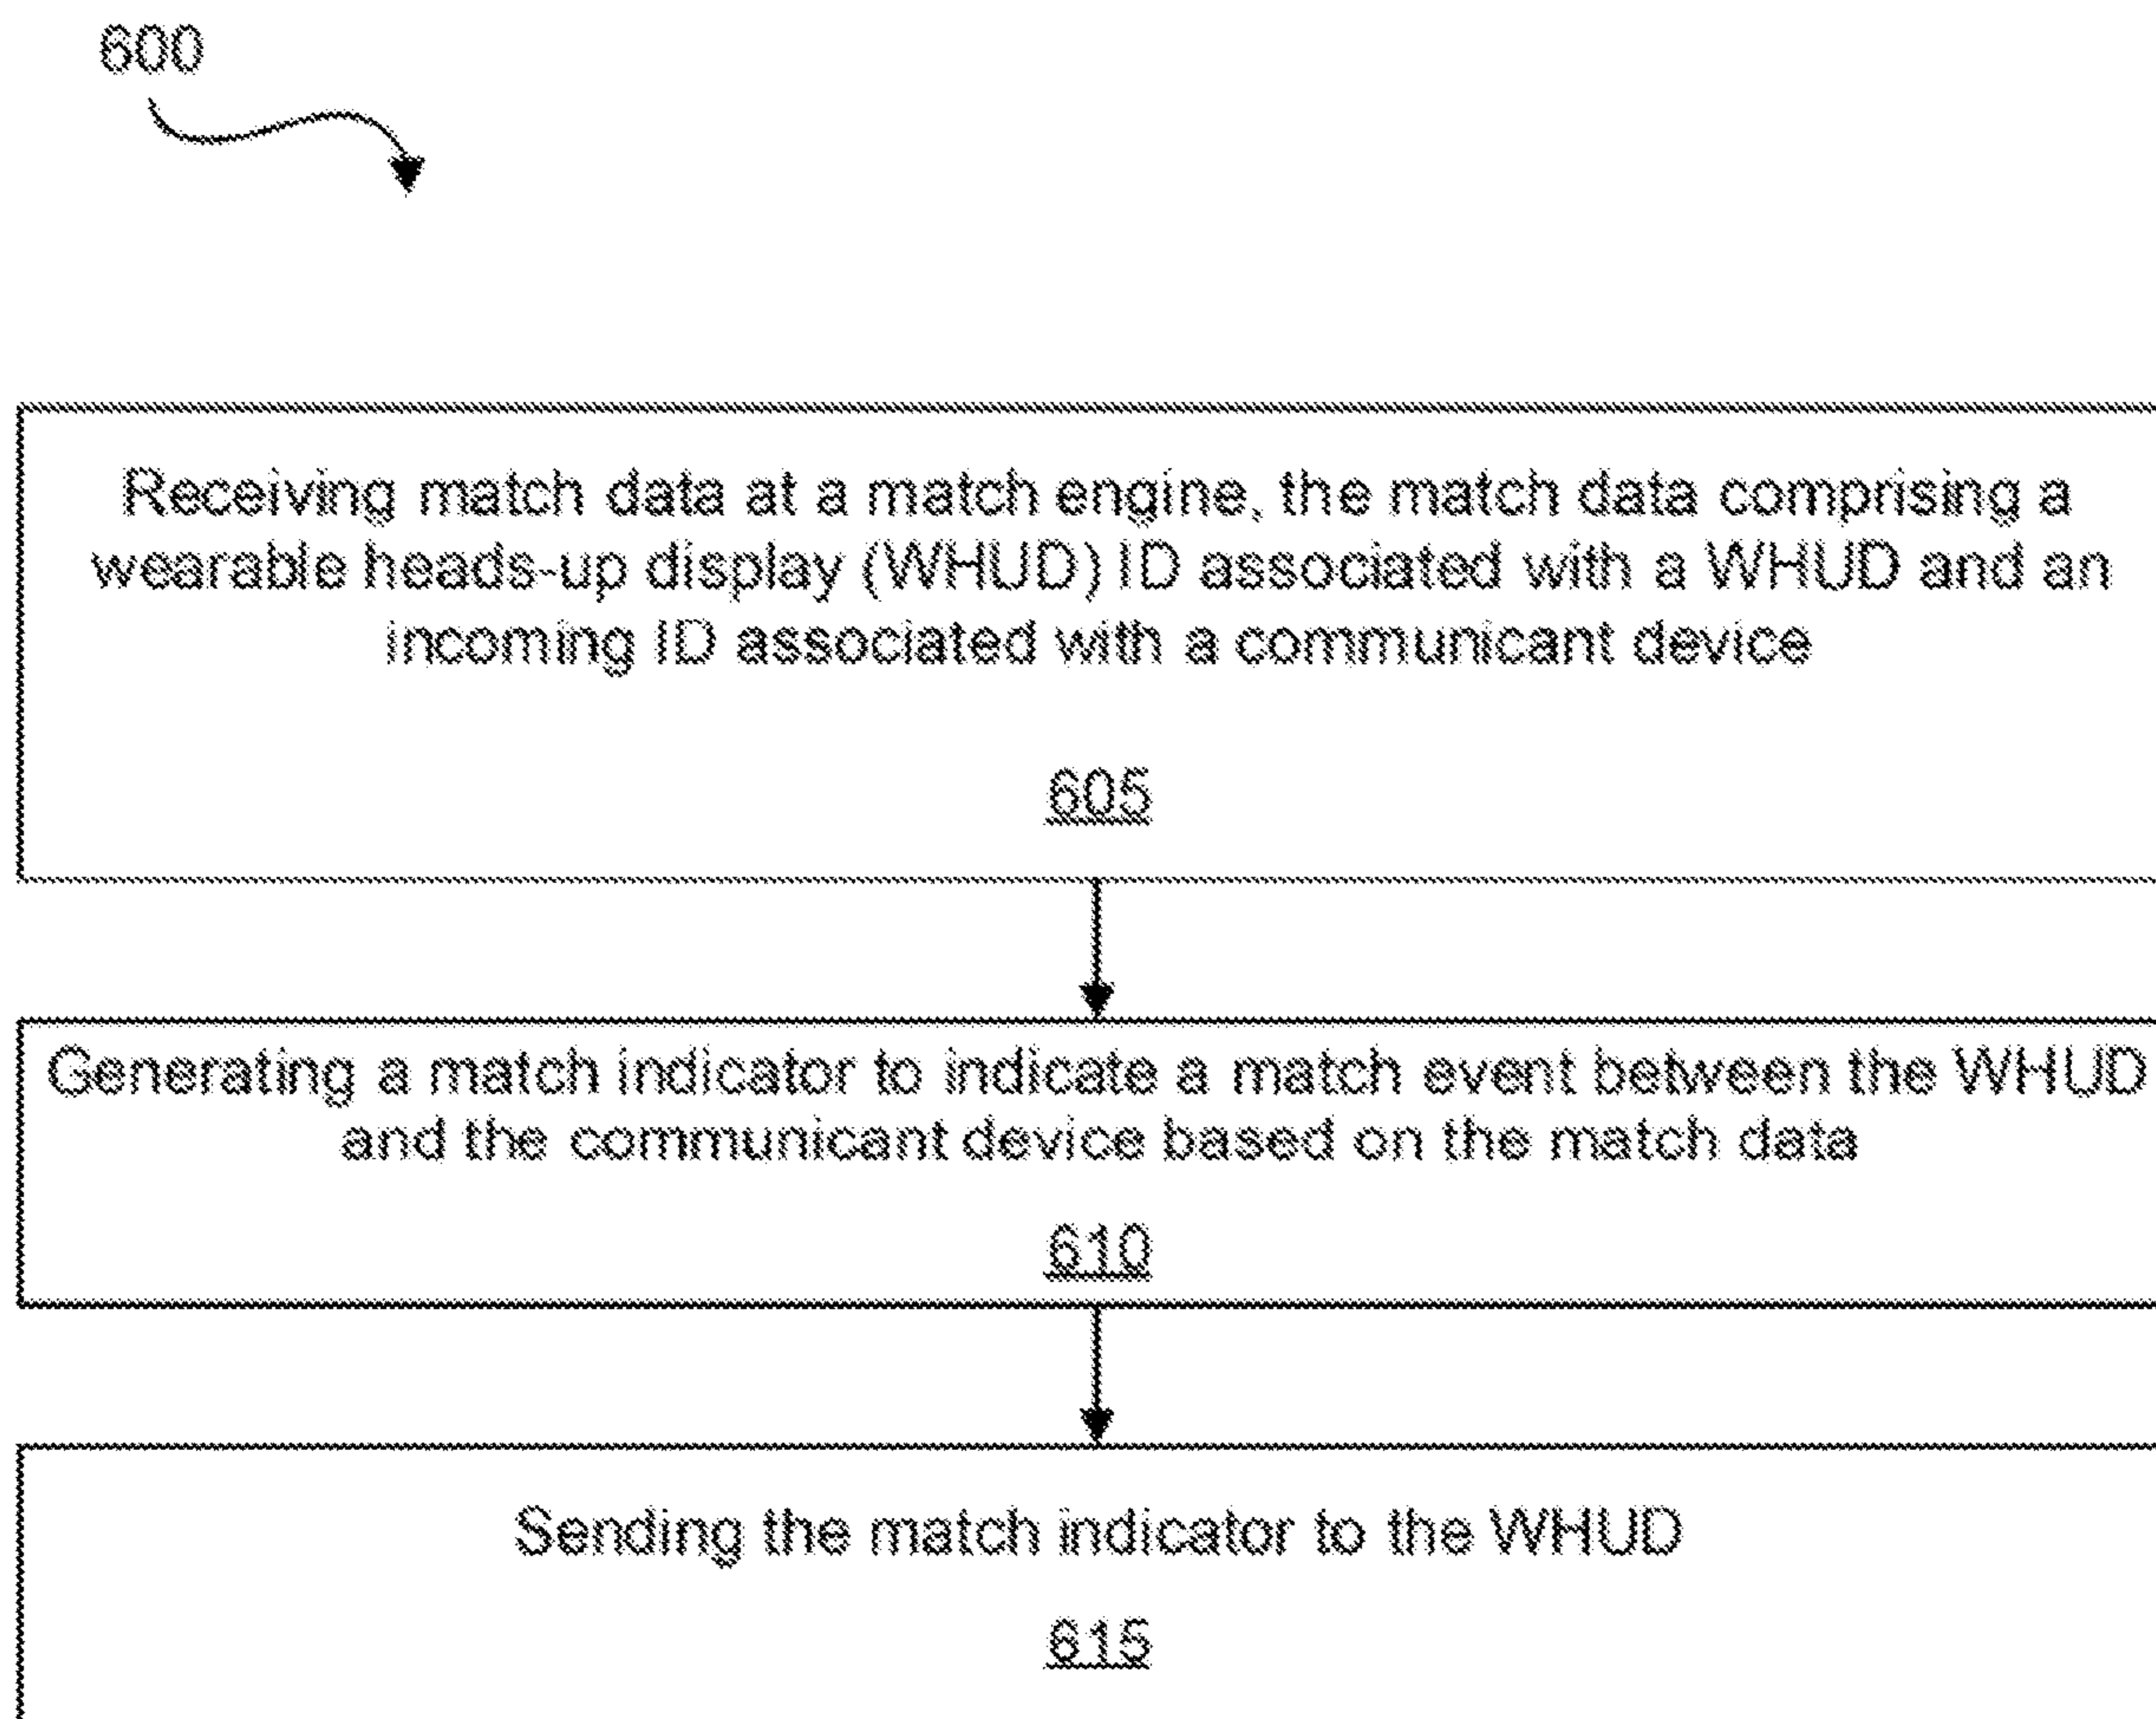 600
Receiving match data at a match engine, the match data comprising a
wearable heads-up display (WHUD) ID associated with a WHUD and an
incoming ID associated with a communicant device
605
Generating a match indicator to indicate a match event between the WHUD
and the communicant device based on the match data
610
Sending the match indicator to the WHUD
615